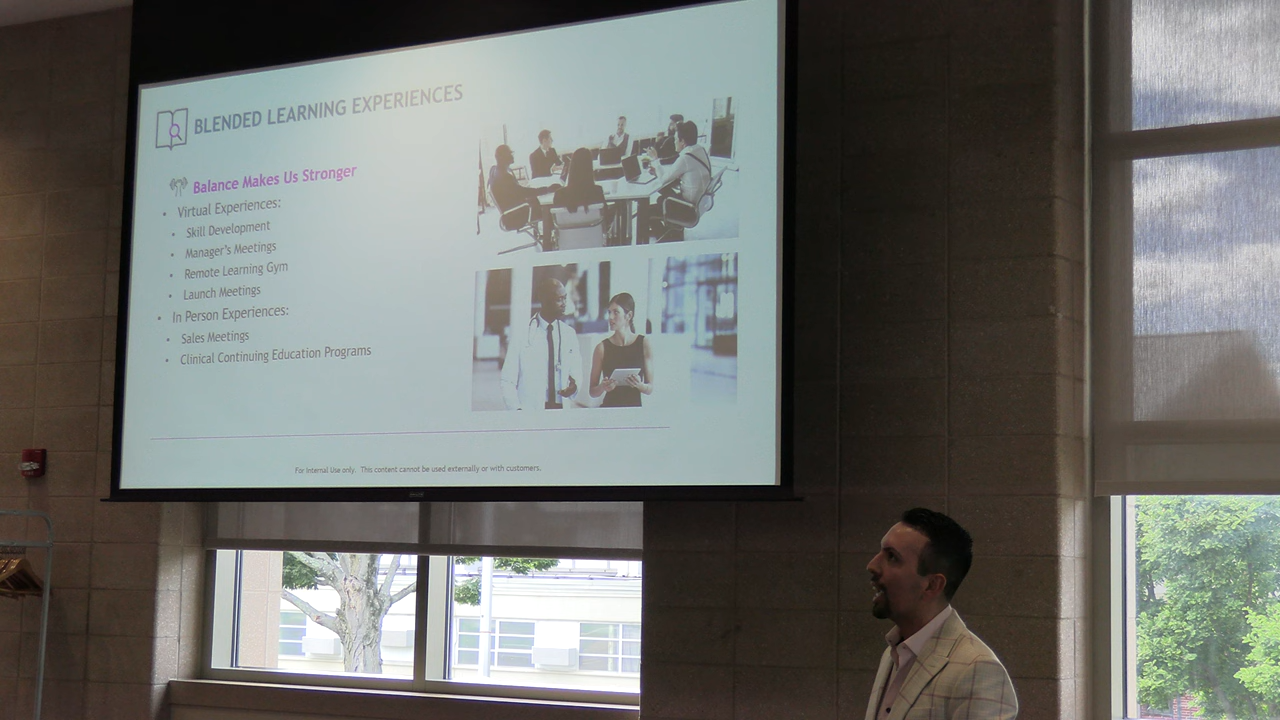 BLENDED LEARNING EXPERIENCES
Balance Makes Us Stronger
• Virtual Experiences:
• Skill Development
• Manager's Meetings
• Remote Learning Gym
• Launch Meetings
• In Person Experiences:
• Sales Meetings
• Clinical Continuing Education Programs
For Internal Use only. This content cannot be used externally or with customers.